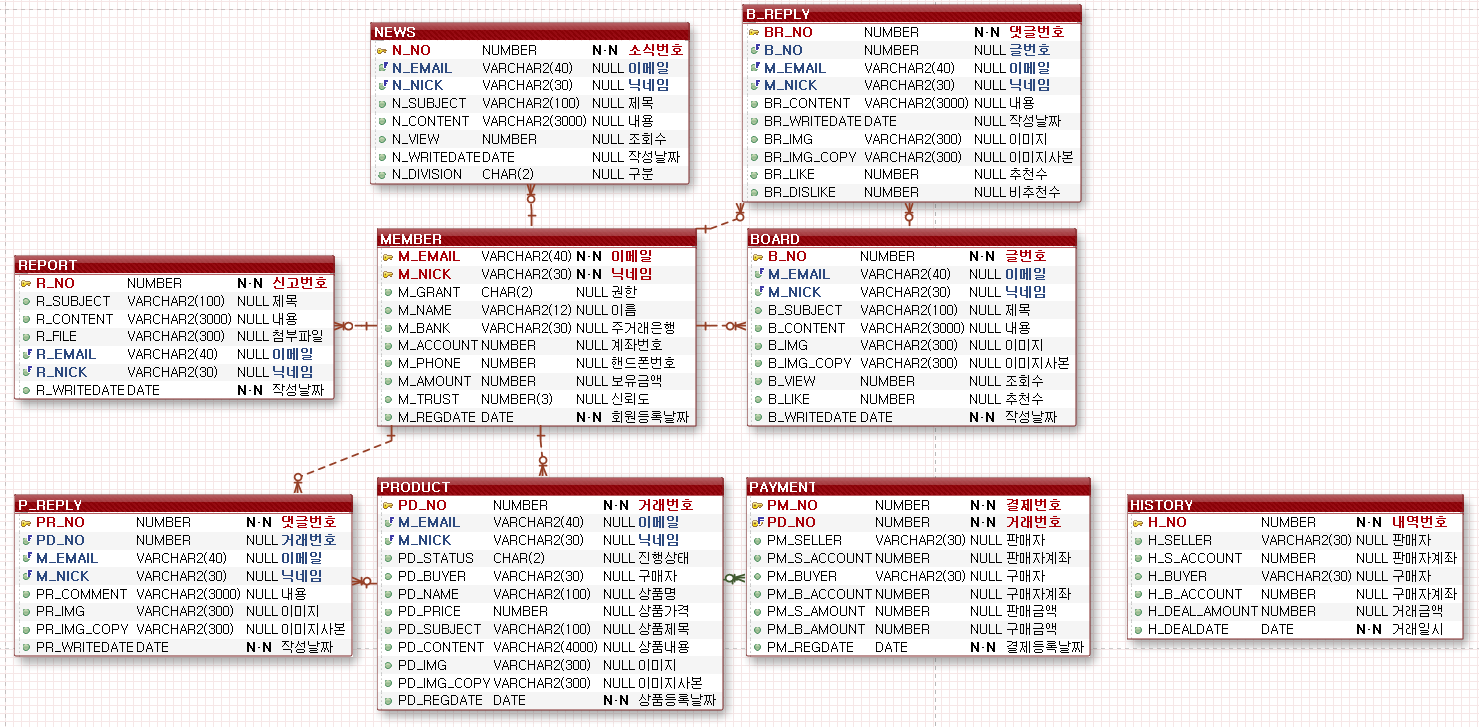 NEWS
N_NO NUMBER N·N 소식번호
N_EMAIL VARCHAR2(40) NULL 이메일
N_NICK VARCHAR2(30) NULL 닉네임
N_SUBJECT VARCHAR2(100) NULL 제목
N_CONTENT VARCHAR2(3000) NULL 내용
N_VIEW NUMBER NULL 조회수
N_WRITEDATE DATE NULL 작성날짜
N_DIVISION CHAR(2) NULL 구분
B_REPLY
BR_NO NUMBER N·N 댓글번호
B_NO NUMBER NULL 글번호
M_EMAIL VARCHAR2(40) NULL 이메일
M_NICK VARCHAR2(30) NULL 닉네임
BR_CONTENT VARCHAR2(3000) NULL 내용
BR_WRITEDATE DATE NULL 작성날짜
BR_IMG VARCHAR2(300) NULL 이미지
BR_IMG_COPY VARCHAR2(300) NULL 이미지사본
BR_LIKE NUMBER NULL 추천수
BR_DISLIKE NUMBER NULL 비추천수
REPORT
R_NO NUMBER N·N 신고번호
R_SUBJECT VARCHAR2(100) NULL 제목
R_CONTENT VARCHAR2(3000) NULL 내용
R_FILE VARCHAR2(300) NULL 첨부파일
R_EMAIL VARCHAR2(40) NULL 이메일
R_NICK VARCHAR2(30) NULL 닉네임
R_WRITEDATE DATE N·N 작성날짜
MEMBER
M_EMAIL VARCHAR2(40) N·N 이메일
M_NICK VARCHAR2(30) N·N 닉네임
M_GRANT CHAR(2) NULL 권한
M_NAME VARCHAR2(12) NULL 이름
M_BANK VARCHAR2(30) NULL 주거래은행
M_ACCOUNT NUMBER NULL 계좌번호
M_PHONE NUMBER NULL 핸드폰번호
M_AMOUNT NUMBER NULL 보유금액
M_TRUST NUMBER(3) NULL 신뢰도
M_REGDATE DATE N·N 회원등록날짜
BOARD
B_NO NUMBER N·N 글번호
M_EMAIL VARCHAR2(40) NULL 이메일
M_NICK VARCHAR2(30) NULL 닉네임
B_SUBJECT VARCHAR2(100) NULL 제목
B_CONTENT VARCHAR2(3000) NULL 내용
B_IMG VARCHAR2(300) NULL 이미지
B_IMG_COPY VARCHAR2(300) NULL 이미지사본
B_VIEW NUMBER NULL 조회수
B_LIKE NUMBER NULL 추천수
B_WRITEDATE DATE N·N 작성날짜
P_REPLY
PR_NO NUMBER N·N 댓글번호
PD_NO NUMBER NULL 거래번호
M_EMAIL VARCHAR2(40) NULL 이메일
M_NICK VARCHAR2(30) NULL 닉네임
PR_COMMENT VARCHAR2(3000) NULL 내용
PR_IMG VARCHAR2(300) NULL 이미지
PR_IMG_COPY VARCHAR2(300) NULL 이미지사본
PR_WRITEDATE DATE N·N 작성날짜
PRODUCT
PD_NO NUMBER N·N 거래번호
M_EMAIL VARCHAR2(40) NULL 이메일
M_NICK VARCHAR2(30) NULL 닉네임
PD_STATUS CHAR(2) NULL 진행상태
PD_BUYER VARCHAR2(30) NULL 구매자
PD_NAME VARCHAR2(100) NULL 상품명
PD_PRICE NUMBER NULL 상품가격
PD_SUBJECT VARCHAR2(100) NULL 상품제목
PD_CONTENT VARCHAR2(4000) NULL 상품내용
PD_IMG VARCHAR2(300) NULL 이미지
PD_IMG_COPY VARCHAR2(300) NULL 이미지사본
PD_REGDATE DATE N·N 상품등록날짜
PAYMENT
PM_NO NUMBER N·N 결제번호
PD_NO NUMBER N·N 거래번호
PM_SELLER VARCHAR2(30) NULL 판매자
PM_S_ACCOUNT NUMBER NULL 판매자계좌
PM_BUYER VARCHAR2(30) NULL 구매자
PM_B_ACCOUNT NUMBER NULL 구매자계좌
PM_S_AMOUNT NUMBER NULL 판매금액
PM_B_AMOUNT NUMBER NULL 구매금액
PM_REGDATE DATE N·N 결제등록날짜
HISTORY
H_NO NUMBER N·N 내역번호
H_SELLER VARCHAR2(30) NULL 판매자
H_S_ACCOUNT NUMBER NULL 판매자계좌
H_BUYER VARCHAR2(30) NULL 구매자
H_B_ACCOUNT NUMBER NULL 구매자계좌
H_DEAL_AMOUNT NUMBER NULL 거래금액
H_DEALDATE DATE N·N 거래일시